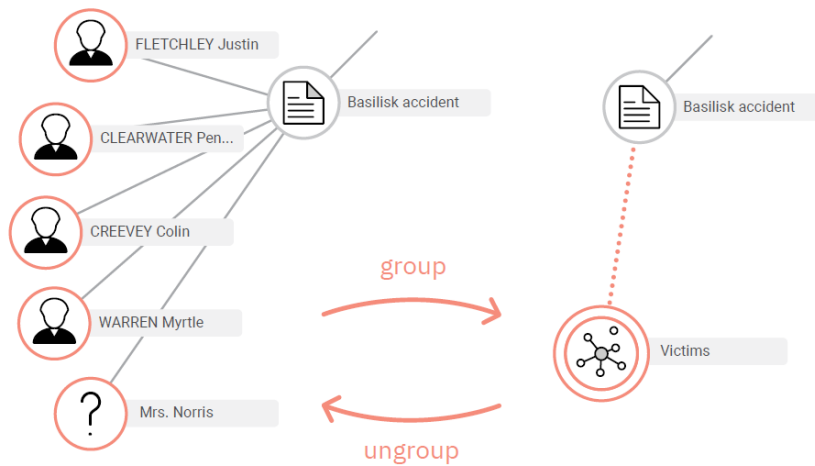 FLETCHLEY Justin
Basilisk accident
CLEARWATER Pen...
CREEVEY Colin
WARREN Myrtle
?
Mrs. Norris
group
ungroup
Basilisk accident
Victims